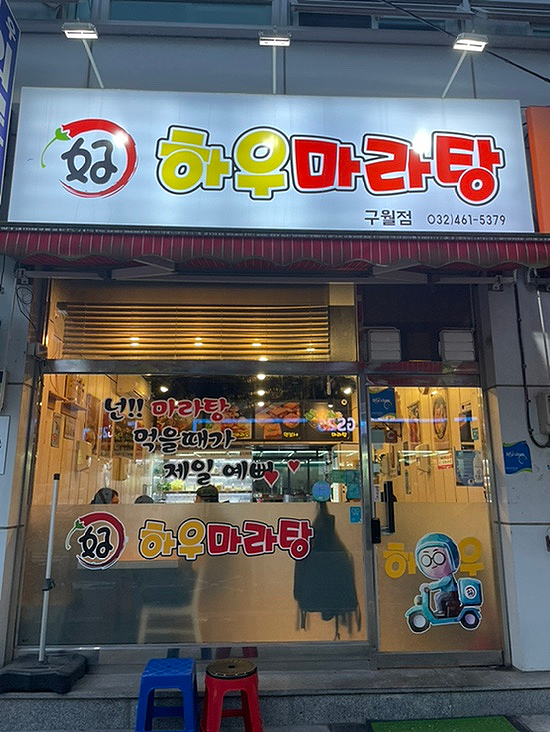 好
하우마라탕
구월점 032)461-5379
넌!! 마라탕
먹을때가
제일 예뻐
好 하우마라탕
하우